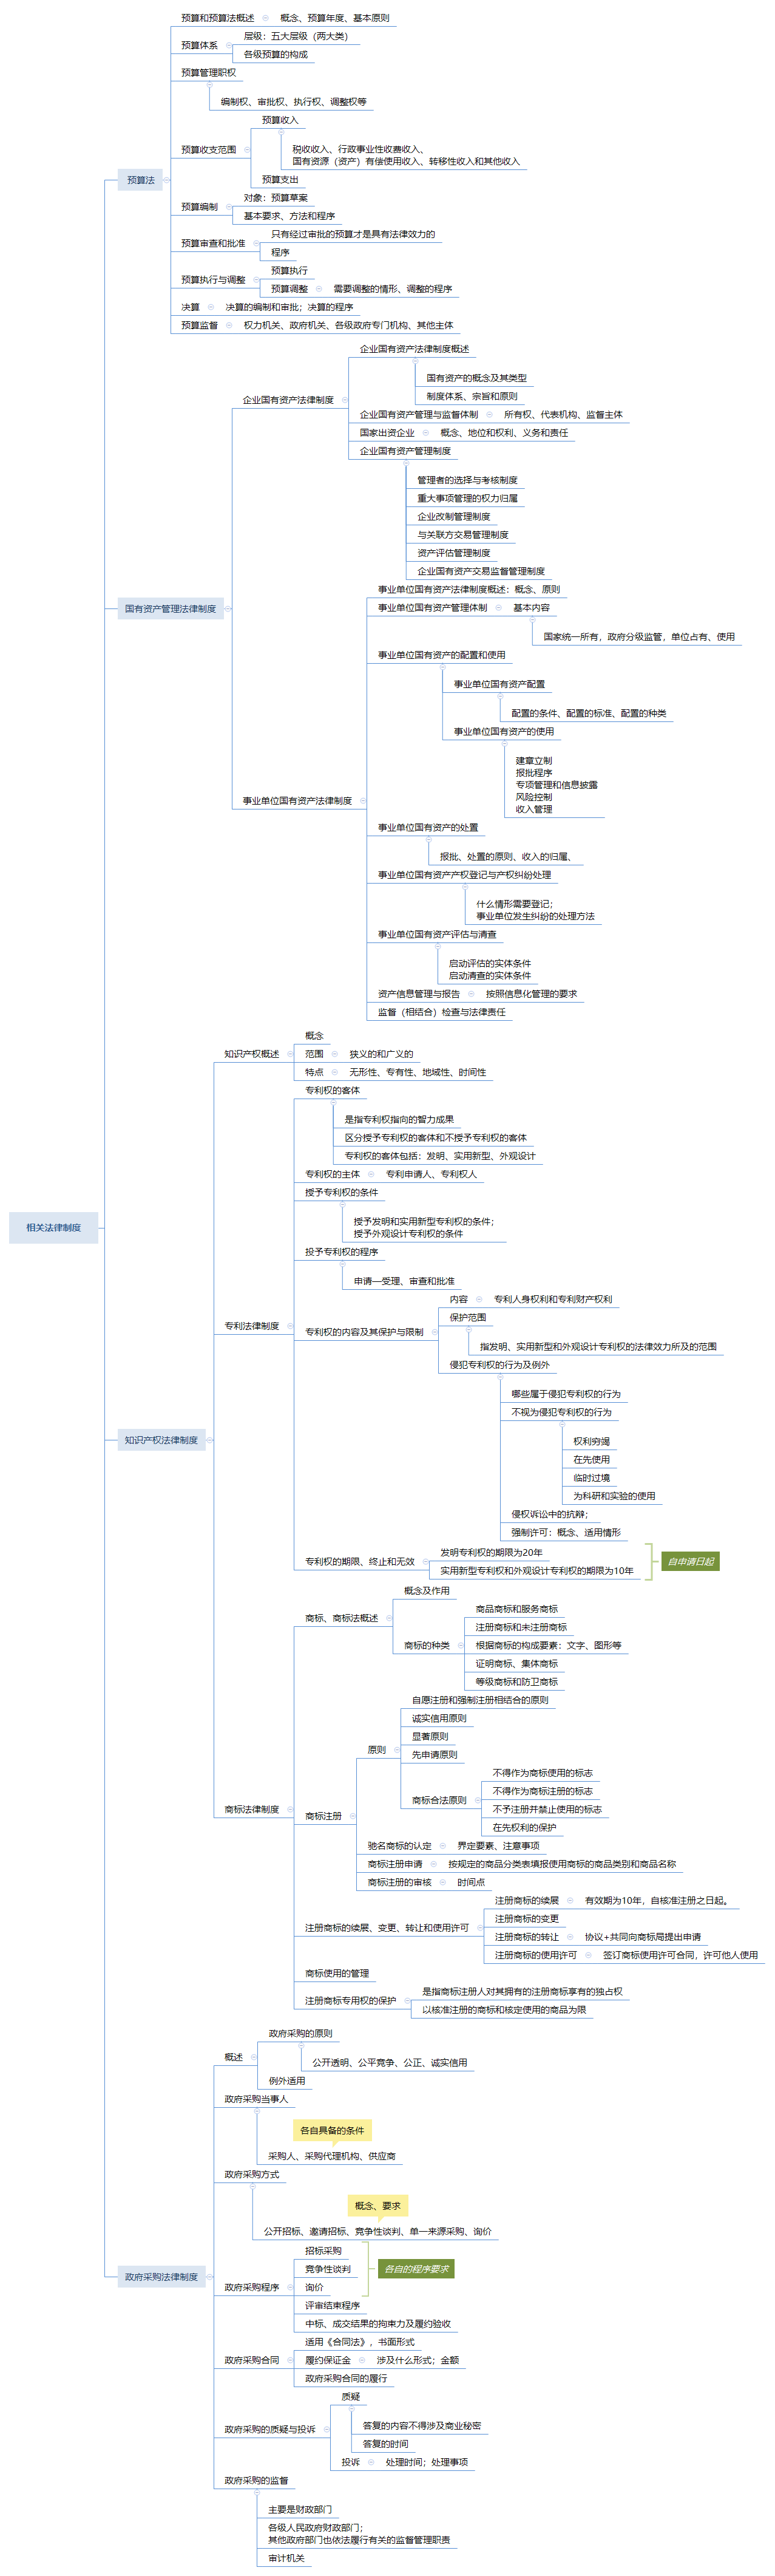 预算和预算法概述
概念、预算年度、基本原则
预算体系
层级：五大层级（两大类）
各级预算的构成
预算管理职权
编制权、审批权、执行权、调整权等
预算收支范围
预算收入
税收收入、行政事业性收费收入、
国有资源（资产）有偿使用收入、转移性收入和其他收入
预算支出
预算法
预算编制
对象：预算草案
基本要求、方法和程序
预算审查和批准
只有经过审批的预算才是具有法律效力的
程序
预算执行与调整
预算执行
预算调整
需要调整的情形、调整的程序
决算
决算的编制和审批；决算的程序
预算监督
权力机关、政府机关、各级政府专门机构、其他主体
国有资产管理法律制度
企业国有资产法律制度
企业国有资产法律制度概述
国有资产的概念及其类型
制度体系、宗旨和原则
企业国有资产管理与监督体制
所有权、代表机构、监督主体
国家出资企业
概念、地位和权利、义务和责任
企业国有资产管理制度
管理者的选择与考核制度
重大事项管理的权力归属
企业改制管理制度
与关联方交易管理制度
资产评估管理制度
企业国有资产交易监督管理制度
事业单位国有资产法律制度
事业单位国有资产法律制度概述：概念、原则
事业单位国有资产管理体制
基本内容
国家统一所有，政府分级监管，单位占有、使用
事业单位国有资产的配置和使用
事业单位国有资产配置
配置的条件、配置的标准、配置的种类
事业单位国有资产的使用
建章立制
报批程序
专项管理和信息披露
风险控制
收入管理
事业单位国有资产的处置
报批、处置的原则、收入的归属、
事业单位国有资产产权登记与产权纠纷处理
什么情形需要登记；
事业单位发生纠纷的处理方法
事业单位国有资产评估与清查
启动评估的实体条件
启动清查的实体条件
资产信息管理与报告
按照信息化管理的要求
监督（相结合）检查与法律责任
相关法律制度
知识产权法律制度
知识产权概述
概念
范围
狭义的和广义的
特点
无形性、专有性、地域性、时间性
专利法律制度
专利权的客体
是指专利权指向的智力成果
区分授予专利权的客体和不授予专利权的客体
专利权的客体包括：发明、实用新型、外观设计
专利权的主体
专利申请人、专利权人
授予专利权的条件
授予发明和实用新型专利权的条件；
授予外观设计专利权的条件
投予专利权的程序
申请—受理、审查和批准
专利权的内容及其保护与限制
内容
专利人身权利和专利财产权利
保护范围
指发明、实用新型和外观设计专利权的法律效力所及的范围
侵犯专利权的行为及例外
哪些属于侵犯专利权的行为
不视为侵犯专利权的行为
权利穷竭
在先使用
临时过境
为科研和实验的使用
侵权诉讼中的抗辩；
强制许可：概念、适用情形
专利权的期限、终止和无效
发明专利权的期限为20年
实用新型专利权和外观设计专利权的期限为10年
自申请日起
商标法律制度
商标、商标法概述
概念及作用
商标的种类
商品商标和服务商标
注册商标和未注册商标
根据商标的构成要素：文字、图形等
证明商标、集体商标
等级商标和防卫商标
商标注册
原则
自愿注册和强制注册相结合的原则
诚实信用原则
显著原则
先申请原则
商标合法原则
不得作为商标使用的标志
不得作为商标注册的标志
不予注册并禁止使用的标志
在先权利的保护
驰名商标的认定
界定要素、注意事项
商标注册申请
按规定的商品分类表填报使用商标的商品类别和商品名称
商标注册的审核
时间点
注册商标的续展、变更、转让和使用许可
注册商标的续展
有效期为10年，自核准注册之日起。
注册商标的变更
注册商标的转让
协议+共同向商标局提出申请
注册商标的使用许可
签订商标使用许可合同，许可他人使用
商标使用的管理
注册商标专用权的保护
是指商标注册人对其拥有的注册商标享有的独占权
以核准注册的商标和核定使用的商品为限
政府采购法律制度
概述
政府采购的原则
公开透明、公平竞争、公正、诚实信用
例外适用
政府采购当事人
各自具备的条件
采购人、采购代理机构、供应商
政府采购方式
概念、要求
公开招标、邀请招标、竞争性谈判、单一来源采购、询价
政府采购程序
招标采购
竞争性谈判
询价
各自的程序要求
评审结束程序
中标、成交结果的拘束力及履约验收
政府采购合同
适用《合同法》，书面形式
履约保证金
涉及什么形式；金额
政府采购合同的履行
政府采购的质疑与投诉
质疑
答复的内容不得涉及商业秘密
答复的时间
投诉
处理时间；处理事项
政府采购的监督
主要是财政部门
各级人民政府财政部门；
其他政府部门也依法履行有关的监督管理职责
审计机关